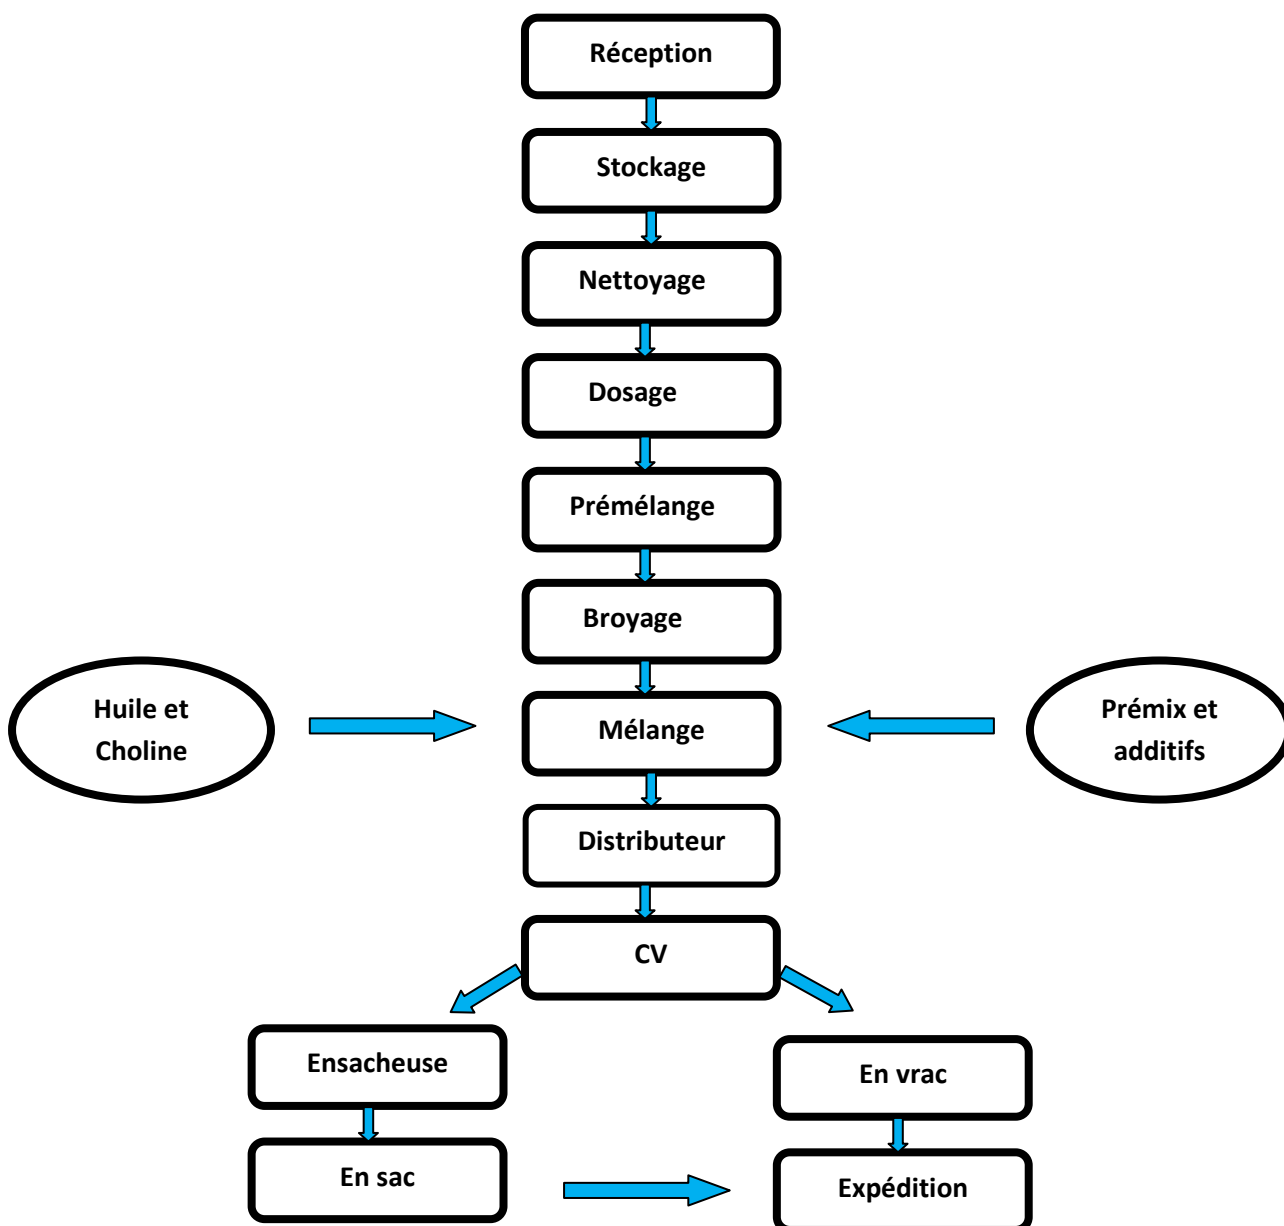 Réception
Stockage
Nettoyage
Dosage
Prémélange
Broyage
Huile et
Choline
Mélange
Prémix et
additifs
Distributeur
CV
Ensacheuse
En vrac
En sac
Expédition